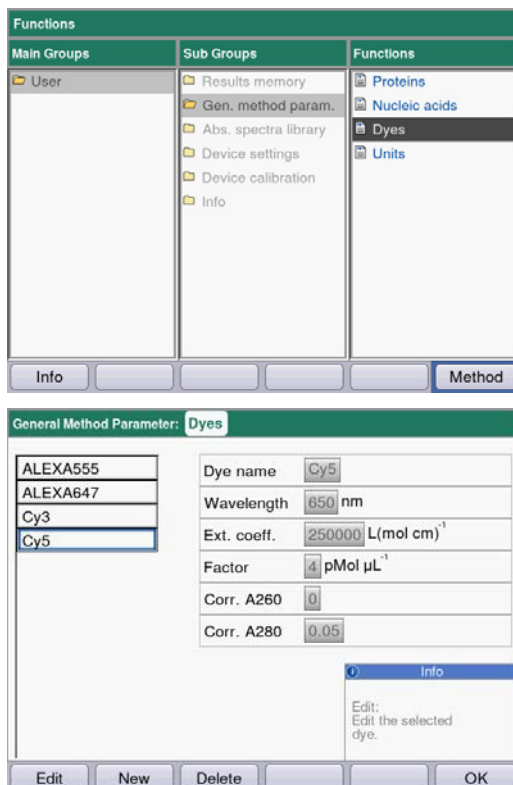 Functions
Main Groups Sub Groups Functions
User Results memory Proteins
Gen. method param. Nucleic acids
Abs. spectra library Dyes
Device settings Units
Device calibration
Info
Info Method
General Method Parameter: Dyes
ALEXA555 Dye name Cy5
ALEXA647 Wavelength 650 nm
Cy3 Ext. coeff. 250000 L(mol cm)⁻¹
Cy5 Factor 4 pMol µL⁻¹
Corr. A260 0
Corr. A280 0.05
Info
Edit:
Edit the selected
dye.
Edit New Delete OK